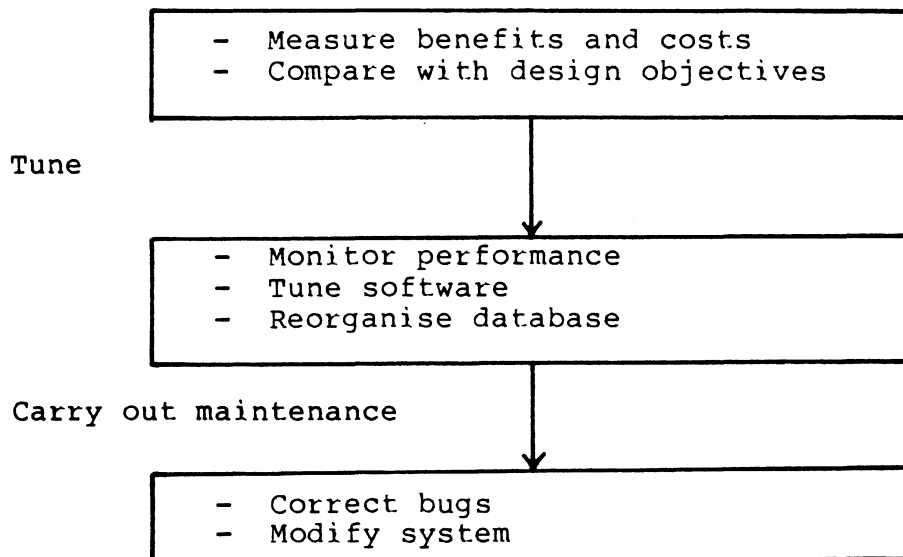 - Measure benefits and costs
- Compare with design objectives
Tune
- Monitor performance
- Tune software
- Reorganise database
Carry out maintenance
- Correct bugs
- Modify system